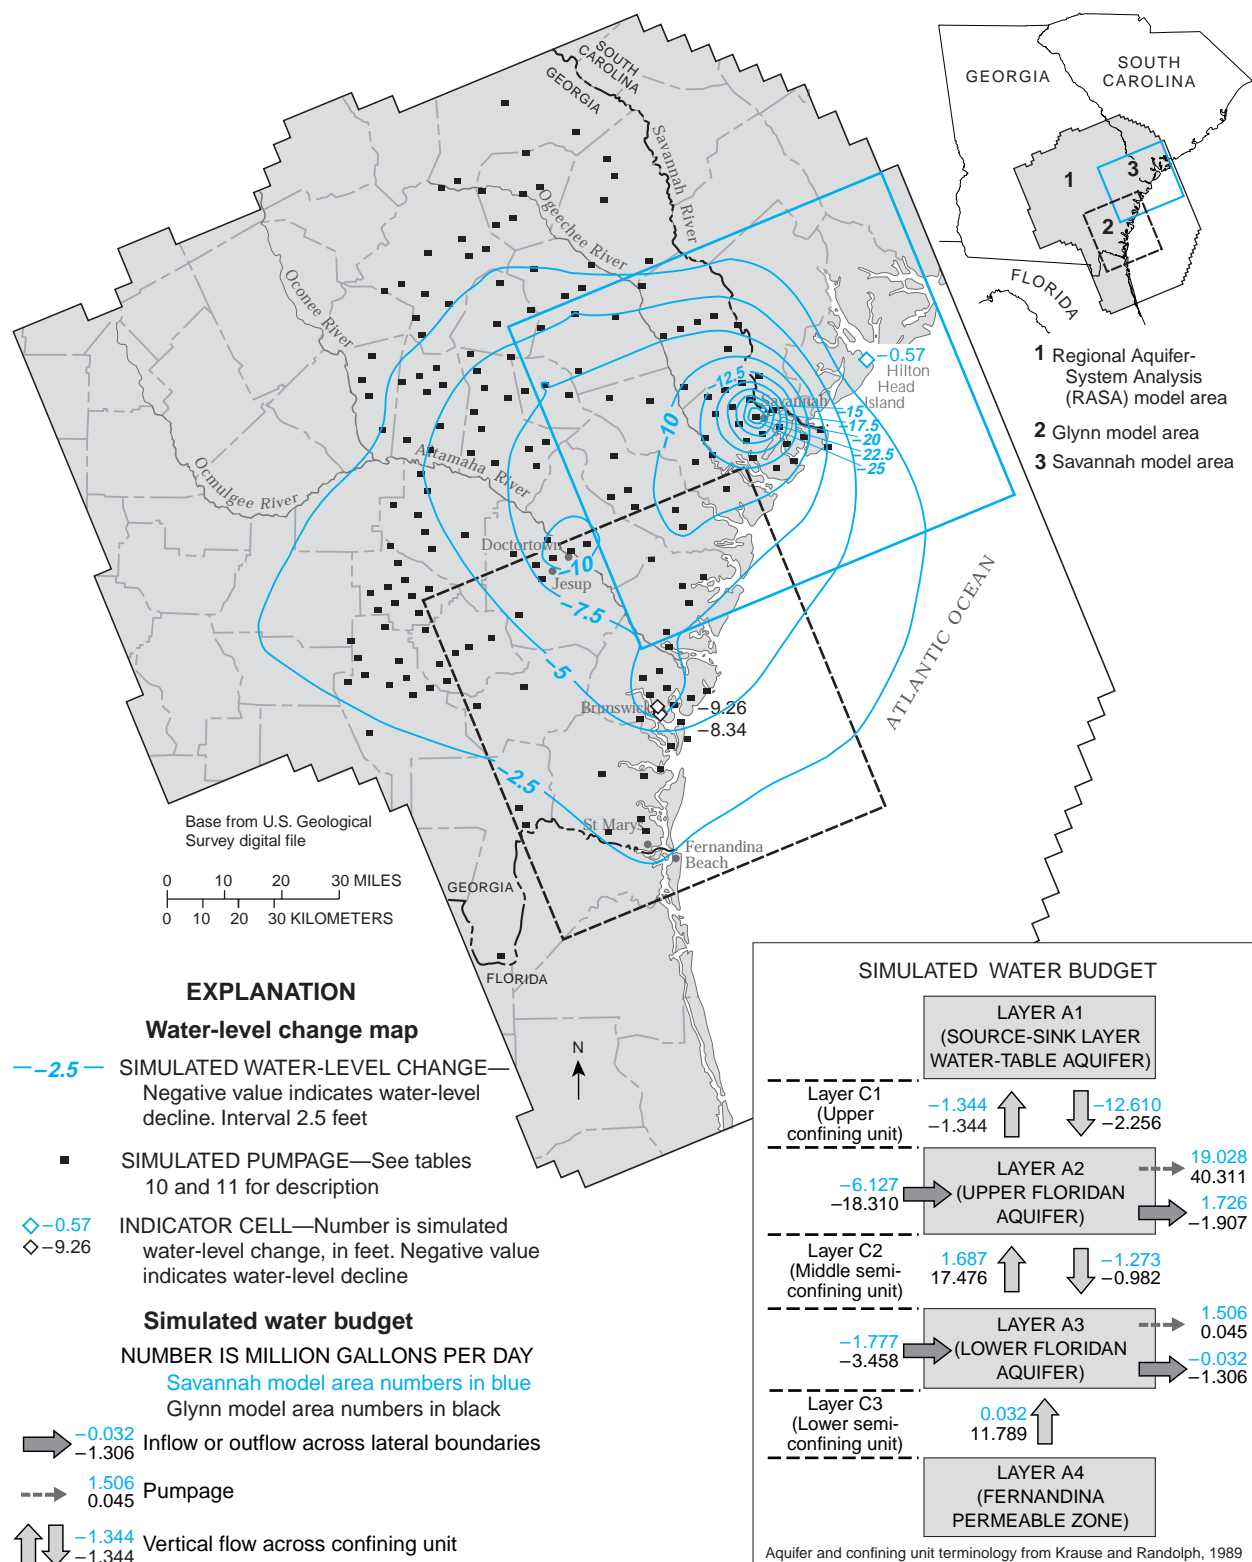 SOUTH
CAROLINA
GEORGIA
Savannah River
Ogeechee River
Oconee River
Ocmulgee River
Altamaha River
−0.57
Hilton
Head
Island
−12.5
Savannah
−15
−17.5
−20
−22.5
−25
−10
Doctortown
−10
Jesup
−7.5
−5
Brunswick
−9.26
−8.34
−2.5
St Marys
Fernandina
Beach
ATLANTIC OCEAN
GEORGIA
FLORIDA
Base from U.S. Geological
Survey digital file
0 10 20 30 MILES
0 10 20 30 KILOMETERS
N
GEORGIA
SOUTH
CAROLINA
FLORIDA
1
2
3
1 Regional Aquifer-
System Analysis
(RASA) model area
2 Glynn model area
3 Savannah model area
EXPLANATION
Water-level change map
−2.5
SIMULATED WATER-LEVEL CHANGE—
Negative value indicates water-level
decline. Interval 2.5 feet
SIMULATED PUMPAGE—See tables
10 and 11 for description
−0.57
−9.26
INDICATOR CELL—Number is simulated
water-level change, in feet. Negative value
indicates water-level decline
Simulated water budget
NUMBER IS MILLION GALLONS PER DAY
Savannah model area numbers in blue
Glynn model area numbers in black
−0.032
−1.306
Inflow or outflow across lateral boundaries
1.506
0.045
Pumpage
−1.344
−1.344
Vertical flow across confining unit
SIMULATED WATER BUDGET
LAYER A1
(SOURCE-SINK LAYER
WATER-TABLE AQUIFER)
Layer C1
(Upper
confining unit)
−1.344
−1.344
−12.610
−2.256
LAYER A2
(UPPER FLORIDAN
AQUIFER)
−6.127
−18.310
19.028
40.311
1.726
−1.907
Layer C2
(Middle semi-
confining unit)
1.687
17.476
−1.273
−0.982
LAYER A3
(LOWER FLORIDAN
AQUIFER)
−1.777
−3.458
1.506
0.045
−0.032
−1.306
Layer C3
(Lower semi-
confining unit)
0.032
11.789
LAYER A4
(FERNANDINA
PERMEABLE ZONE)
Aquifer and confining unit terminology from Krause and Randolph, 1989